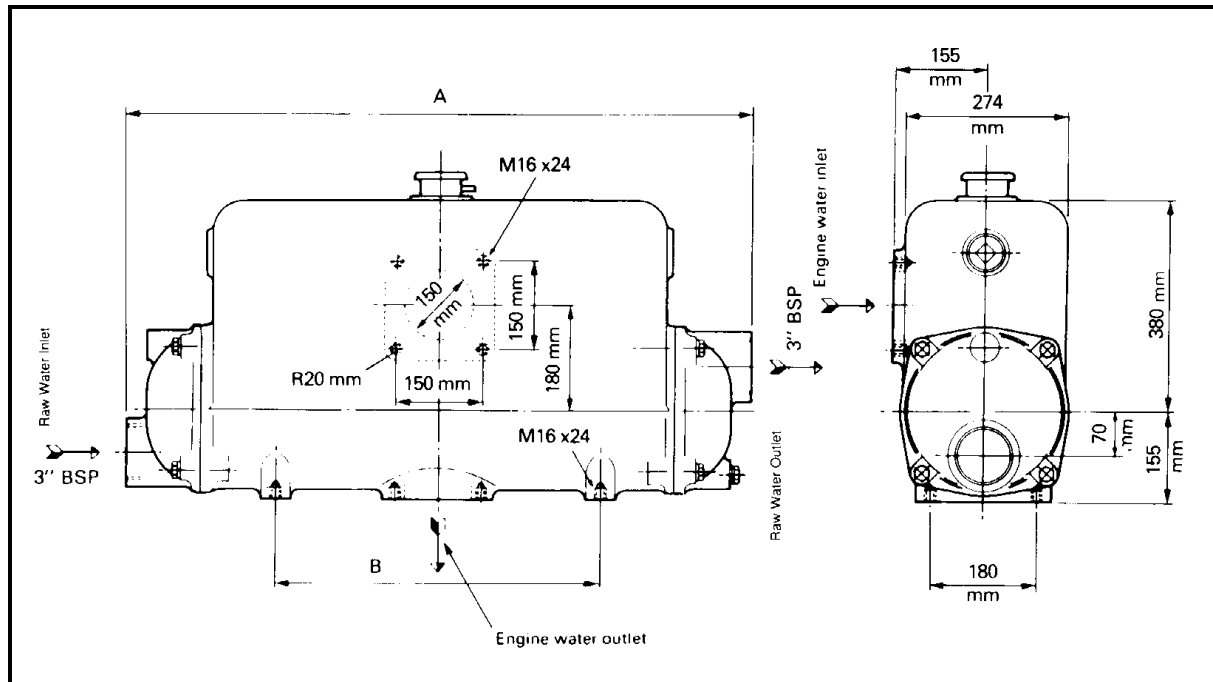 A
M16 x24
150 mm
150 mm
180 mm
R20 mm
150 mm
M16 x24
Raw Water Inlet
3'' BSP
3'' BSP
Raw Water Outlet
B
Engine water outlet
155 mm
274 mm
Engine water inlet
380 mm
70 mm
155 mm
180 mm